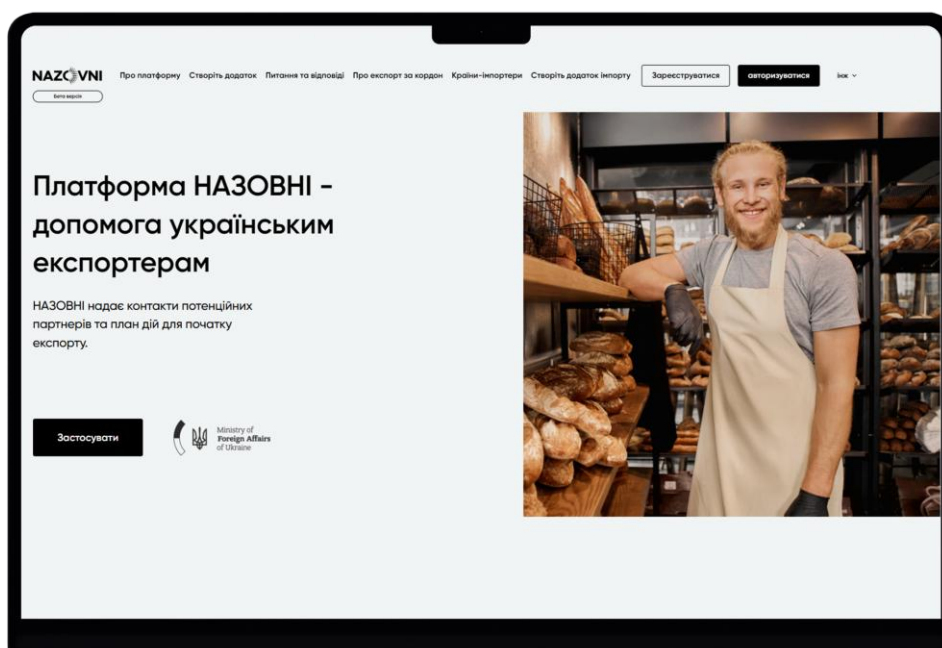 NAZOVNI
Про платформу Створіть додаток Питання та відповіді Про експорт за кордон Країни-імпортери Створіть додаток імпорту Зареєструватися авторизуватися інж
Бета версія
Платформа НАЗОВНІ -
допомога українським
експортерам
НАЗОВНІ надає контакти потенційних
партнерів та план дій для початку
експорту.
Застосувати
Ministry of
Foreign Affairs
of Ukraine